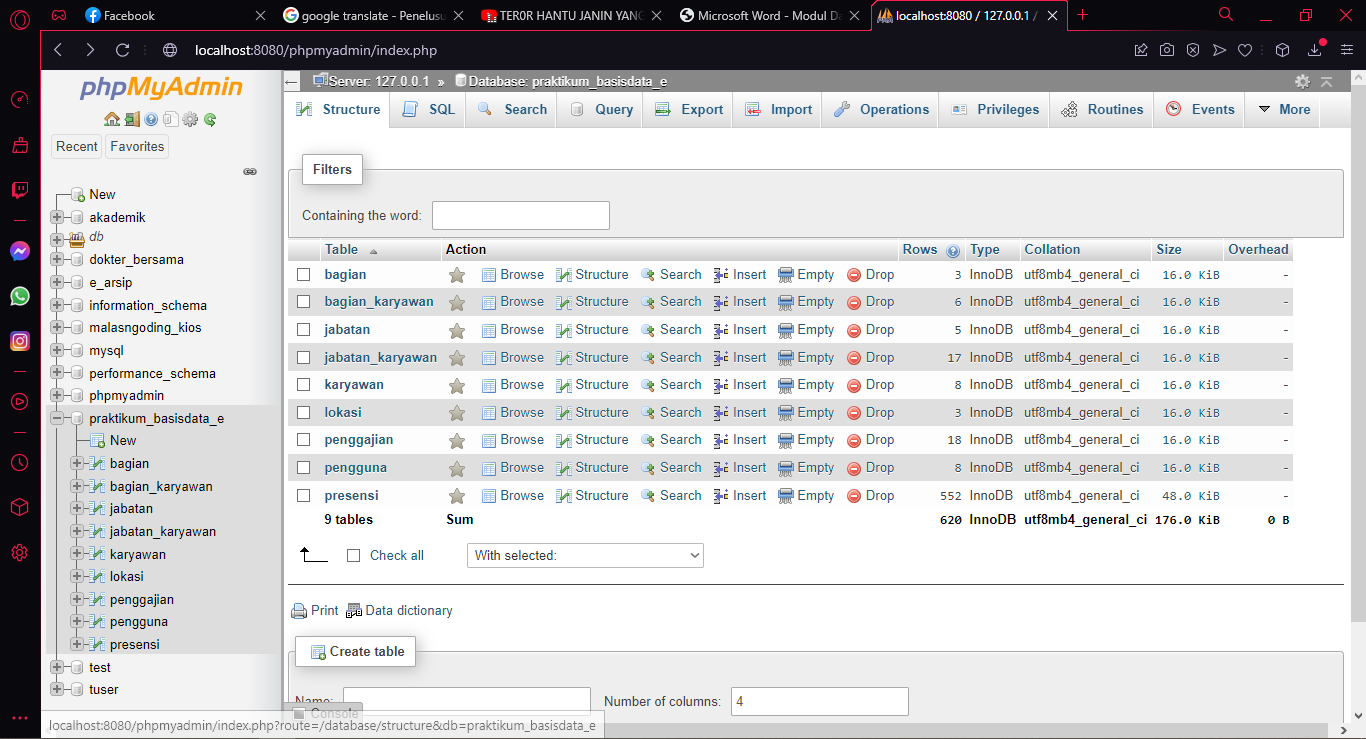 Facebook
google translate - Penelusu
TER0R HANTU JANIN YANG
Microsoft Word - Modul Da
localhost:8080 / 127.0.0.1 /
localhost:8080/phpmyadmin/index.php
phpMyAdmin
Recent Favorites
New
akademik
db
dokter_bersama
e_arsip
information_schema
malasngoding_kios
mysql
performance_schema
phpmyadmin
praktikum_basisdata_e
New
bagian
bagian_karyawan
jabatan
jabatan_karyawan
karyawan
lokasi
penggajian
pengguna
presensi
test
tuser
Server: 127.0.0.1 » Database: praktikum_basisdata_e
Structure SQL Search Query Export Import Operations Privileges Routines Events More
Filters
Containing the word:
Table Action Rows Type Collation Size Overhead
bagian Browse Structure Search Insert Empty Drop 3 InnoDB utf8mb4_general_ci 16.0 KiB -
bagian_karyawan Browse Structure Search Insert Empty Drop 6 InnoDB utf8mb4_general_ci 16.0 KiB -
jabatan Browse Structure Search Insert Empty Drop 5 InnoDB utf8mb4_general_ci 16.0 KiB -
jabatan_karyawan Browse Structure Search Insert Empty Drop 17 InnoDB utf8mb4_general_ci 16.0 KiB -
karyawan Browse Structure Search Insert Empty Drop 8 InnoDB utf8mb4_general_ci 16.0 KiB -
lokasi Browse Structure Search Insert Empty Drop 3 InnoDB utf8mb4_general_ci 16.0 KiB -
penggajian Browse Structure Search Insert Empty Drop 18 InnoDB utf8mb4_general_ci 16.0 KiB -
pengguna Browse Structure Search Insert Empty Drop 8 InnoDB utf8mb4_general_ci 16.0 KiB -
presensi Browse Structure Search Insert Empty Drop 552 InnoDB utf8mb4_general_ci 48.0 KiB -
9 tables Sum 620 InnoDB utf8mb4_general_ci 176.0 KiB 0 B
Check all With selected:
Print Data dictionary
Create table
Name: Number of columns: 4
Console
localhost:8080/phpmyadmin/index.php?route=/database/structure&db=praktikum_basisdata_e